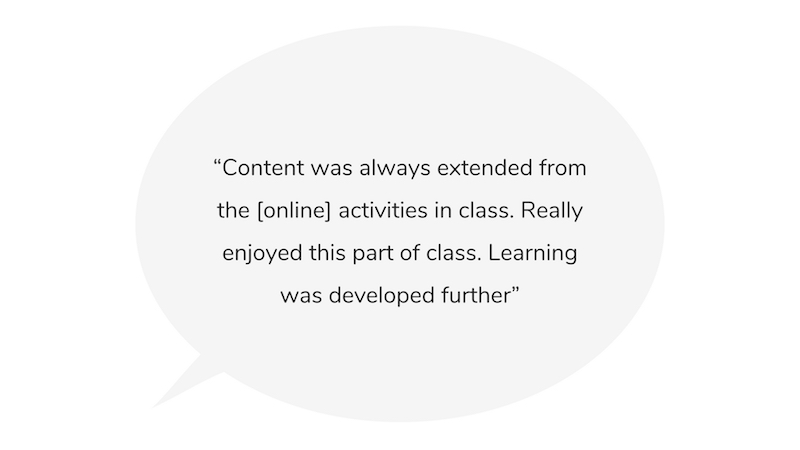 “Content was always extended from
the [online] activities in class. Really
enjoyed this part of class. Learning
was developed further”